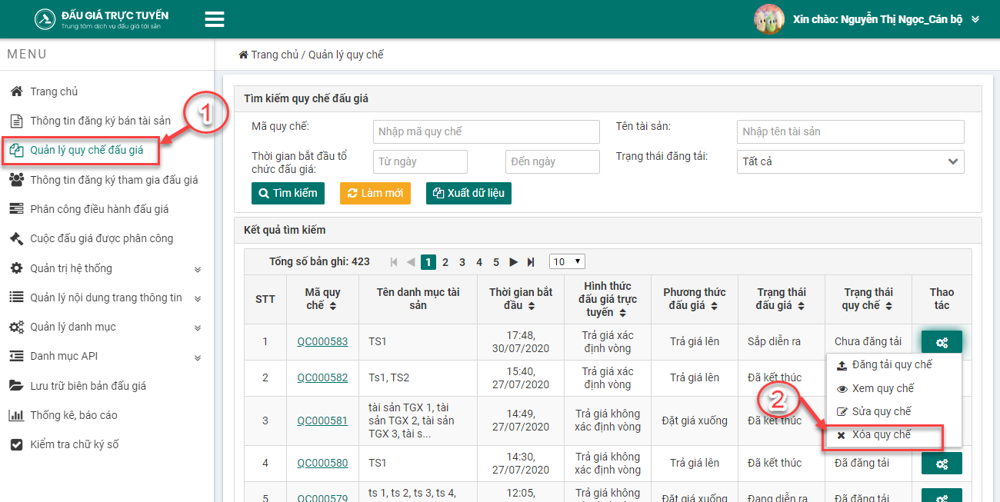 ĐẤU GIÁ TRỰC TUYẾN
Trung tâm dịch vụ đấu giá tài sản
Xin chào: Nguyễn Thị Ngọc_Cán bộ
MENU
Trang chủ / Quản lý quy chế
Trang chủ
Thông tin đăng ký bán tài sản
Quản lý quy chế đấu giá
Thông tin đăng ký tham gia đấu giá
Phân công điều hành đấu giá
Cuộc đấu giá được phân công
Quản trị hệ thống
Quản lý nội dung trang thông tin
Quản lý danh mục
Danh mục API
Lưu trữ biên bản đấu giá
Thống kê, báo cáo
Kiểm tra chữ ký số
1
Tìm kiếm quy chế đấu giá
Mã quy chế: Nhập mã quy chế Tên tài sản: Nhập tên tài sản
Thời gian bắt đầu tổ
chức đấu giá: Từ ngày Đến ngày Trạng thái đăng tải: Tất cả
Tìm kiếm Làm mới Xuất dữ liệu
Kết quả tìm kiếm
Tổng số bản ghi: 423 1 2 3 4 5 10
STT
Mã quy
chế
Tên danh mục tài
sản
Thời gian bắt
đầu
Hình thức
đấu giá trực
tuyến
Phương thức
đấu giá
Trạng thái
đấu giá
Trạng thái
quy chế
Thao
tác
1
QC000583
TS1
17:48,
30/07/2020
Trả giá xác
định vòng
Trả giá lên
Sắp diễn ra
Chưa đăng tải
2
QC000582
Ts1, TS2
15:40,
27/07/2020
Trả giá xác
định vòng
Trả giá lên
Đã kết thúc
3
QC000581
tài sản TGX 1, tài
sản TGX 2, tài sản
TGX 3, tài s...
14:49,
27/07/2020
Trả giá không
xác định vòng
Đặt giá xuống
Đã kết thúc
Đăng tải quy chế
Xem quy chế
Sửa quy chế
Xóa quy chế
2
4
QC000580
TS1
14:30,
27/07/2020
Trả giá không
xác định vòng
Trả giá lên
Đã kết thúc
Đã đăng tải
5
QC000579
ts 1, ts 2, ts 3, ts 4,
12:05,
Trả giá không
Đặt giá xuống
Đang diễn ra
Đã đăng tải